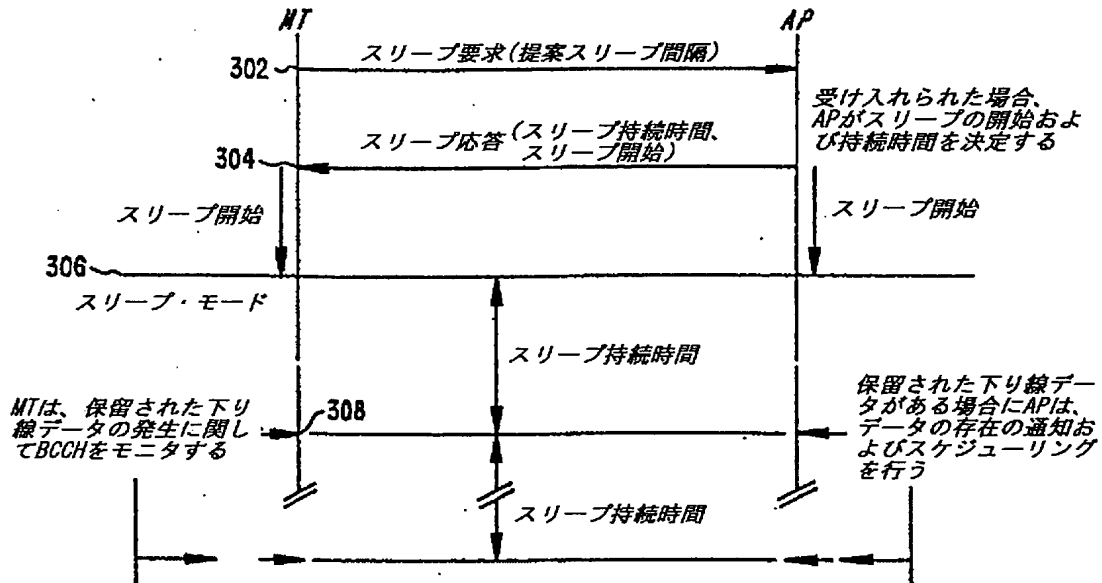 MT
AP
スリープ要求(提案スリープ間隔)
302
受け入れられた場合、
APがスリープの開始およ
び持続時間を決定する
スリープ応答(スリープ持続時間、
スリープ開始)
304
スリープ開始
スリープ開始
306
スリープ・モード
スリープ持続時間
MTは、保留された下り
線データの発生に関し
てBCCHをモニタする
308
保留された下り線デー
タがある場合にAPは、
データの存在の通知お
よびスケジューリング
を行う
スリープ持続時間